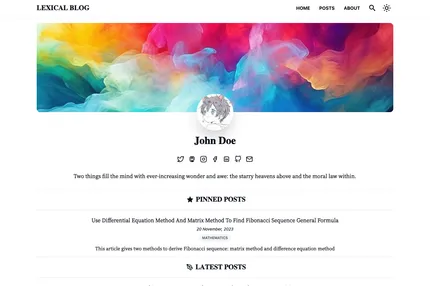 LEXICAL BLOG
HOME POSTS ABOUT
John Doe
Two things fill the mind with ever-increasing wonder and awe: the starry heavens above and the moral law within.
PINNED POSTS
Use Differential Equation Method And Matrix Method To Find Fibonacci Sequence General Formula
20 November, 2023
MATHEMATICS
This article gives two methods to derive Fibonacci sequence: matrix method and difference equation method
LATEST POSTS